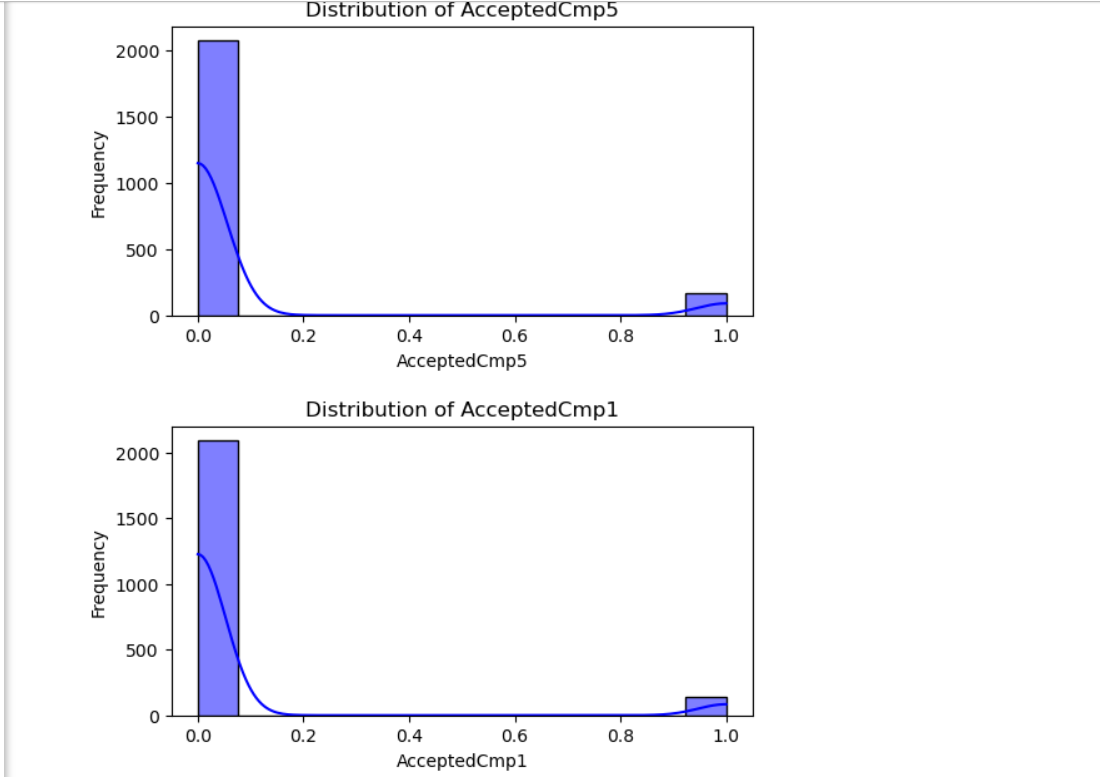 Distribution of AcceptedCmp5
2000
1500
1000
500
0
Frequency
0.0 0.2 0.4 0.6 0.8 1.0
AcceptedCmp5
Distribution of AcceptedCmp1
2000
1500
1000
500
0
Frequency
0.0 0.2 0.4 0.6 0.8 1.0
AcceptedCmp1